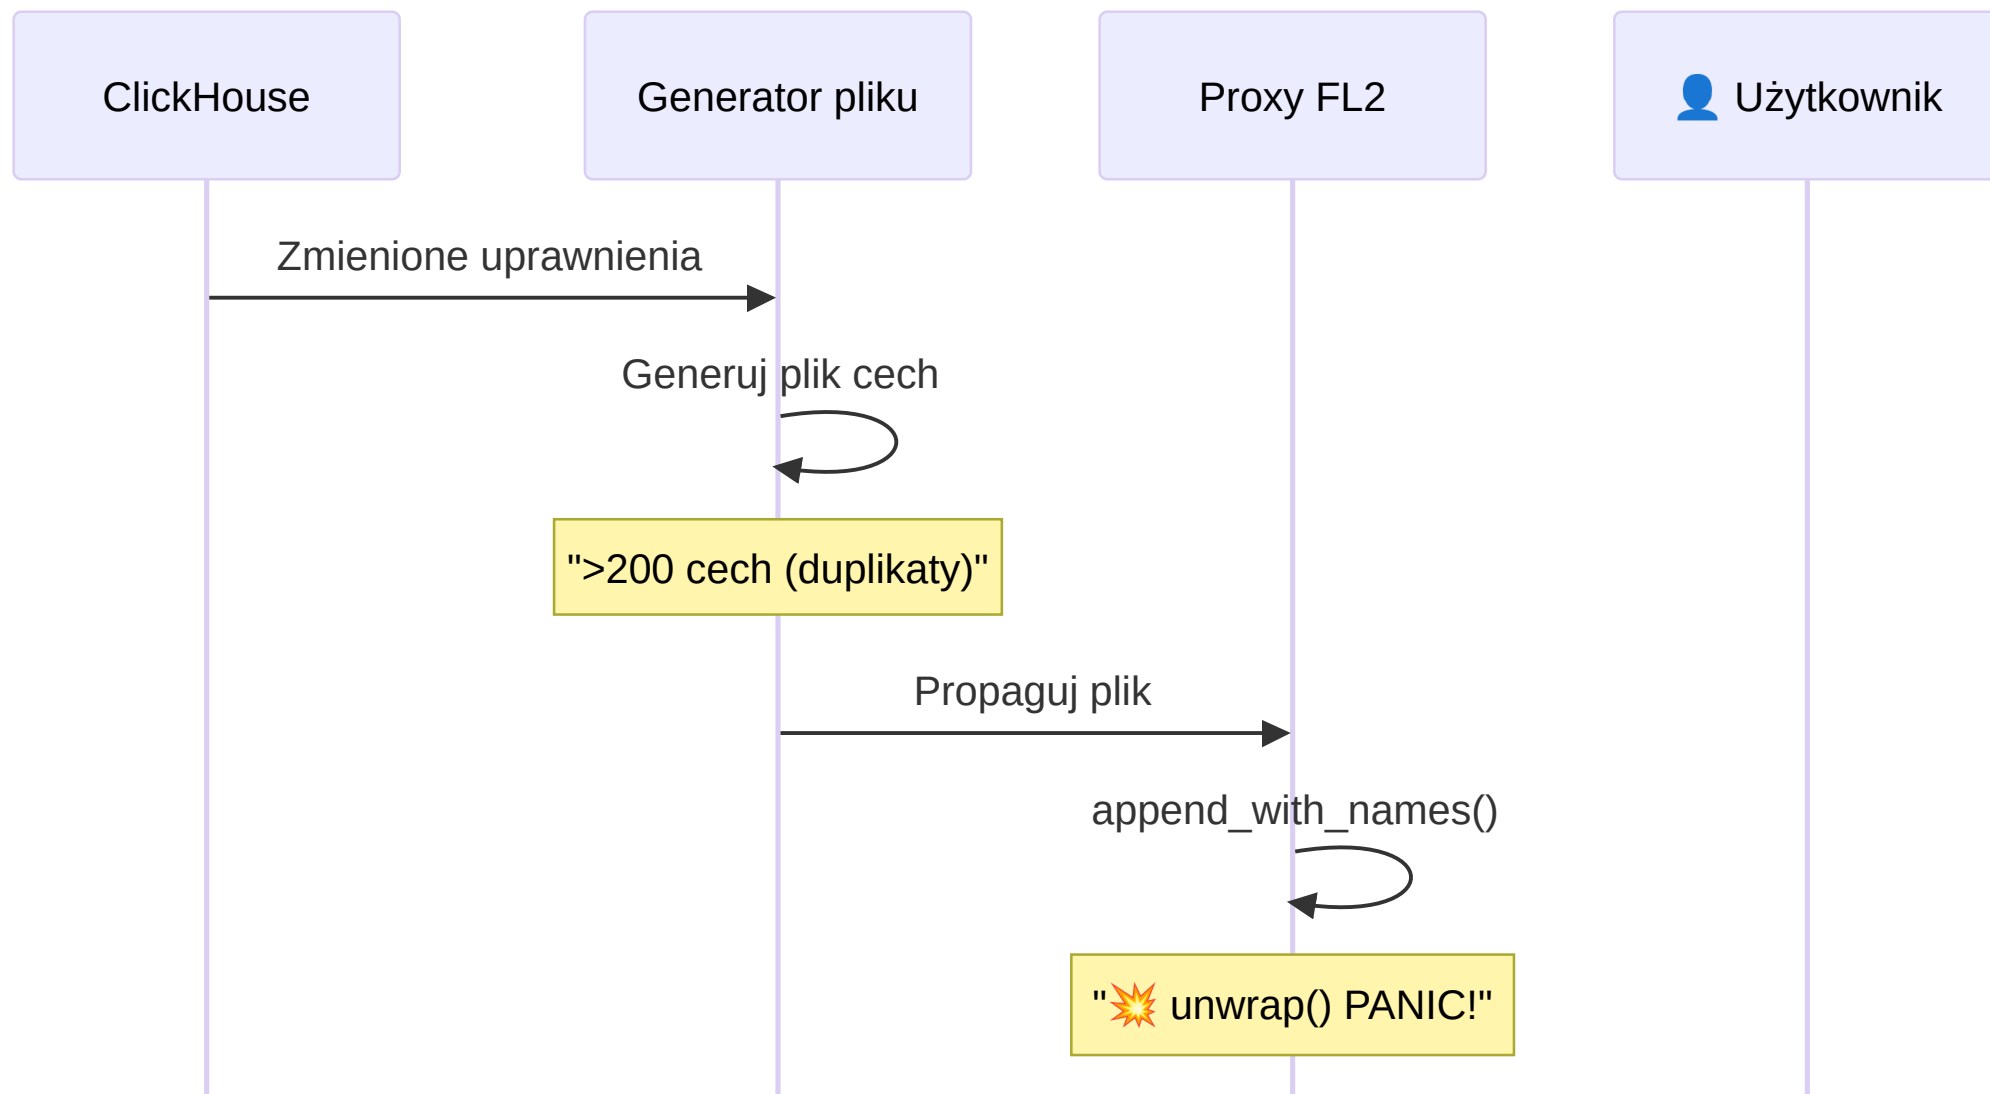 ClickHouse
Generator pliku
Proxy FL2
👤 Użytkownik
Zmienione uprawnienia
Generuj plik cech
">200 cech (duplikaty)"
Propaguj plik
append_with_names()
"💥 unwrap() PANIC!"